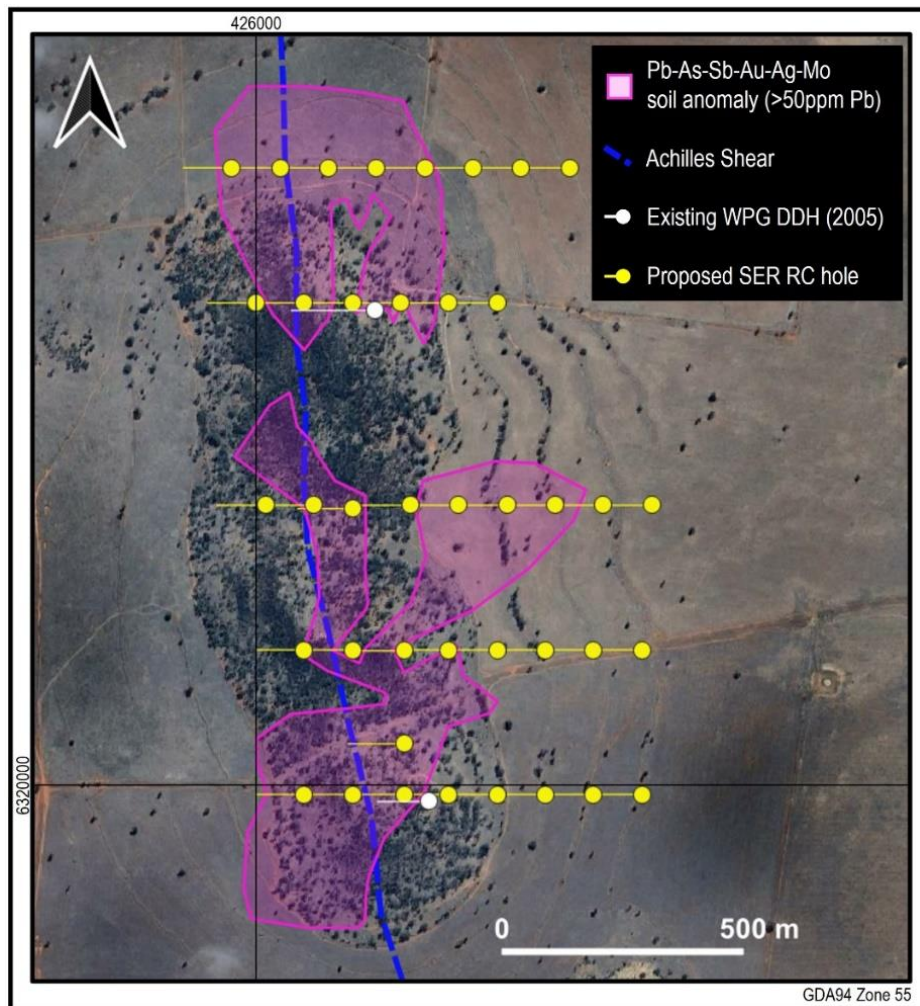 426000
Pb-As-Sb-Au-Ag-Mo
soil anomaly (>50ppm Pb)
Achilles Shear
Existing WPG DDH (2005)
Proposed SER RC hole
6320000
0 500 m
GDA94 Zone 55